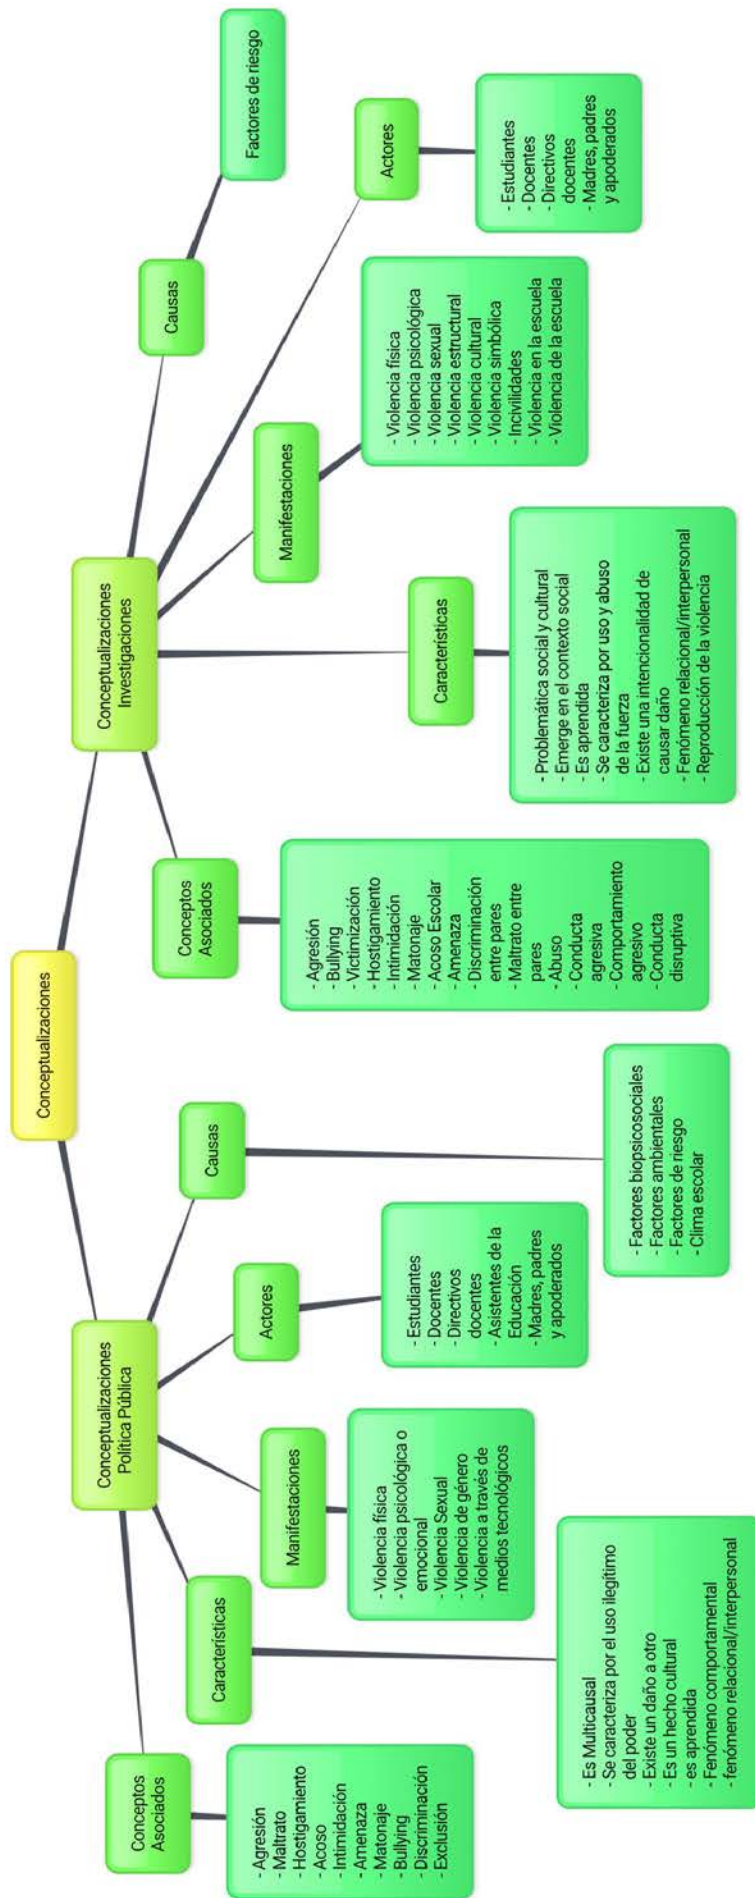 Conceptualizaciones
Conceptualizaciones
Política Pública
Conceptos
Asociados
- Agresión
- Maltrato
- Hostigamiento
- Acoso
- Intimidación
- Amenaza
- Matonaje
- Bullying
- Discriminación
- Exclusión
Características
- Es Multicausal
- Se caracteriza por el uso ilegítimo
del poder
- Existe un daño a otro
- Es un hecho cultural
- es aprendida
- Fenómeno comportamental
- fenómeno relacional/interpersonal
Manifestaciones
- Violencia física
- Violencia psicológica o
emocional
- Violencia Sexual
- Violencia de género
- Violencia a través de
medios tecnológicos
Actores
- Estudiantes
- Docentes
- Directivos
docentes
- Asistentes de la
Educación
- Madres, padres
y apoderados
Causas
- Factores biopsicosociales
- Factores ambientales
- Factores de riesgo
- Clima escolar
Conceptualizaciones
Investigaciones
Conceptos
Asociados
- Agresión
- Bullying
- Victimización
- Hostigamiento
- Intimidación
- Matonaje
- Acoso Escolar
- Amenaza
- Discriminación
entre pares
- Maltrato entre
pares
- Abuso
- Conducta
agresiva
- Comportamiento
agresivo
- Conducta
disruptiva
Características
- Problemática social y cultural
- Emerge en el contexto social
- Es aprendida
- Se caracteriza por uso y abuso
de la fuerza
- Existe una intencionalidad de
causar daño
- Fenómeno relacional/interpersonal
- Reproducción de la violencia
Manifestaciones
- Violencia física
- Violencia psicológica
- Violencia sexual
- Violencia estructural
- Violencia cultural
- Violencia simbólica
- Incivilidades
- Violencia en la escuela
- Violencia de la escuela
Actores
- Estudiantes
- Docentes
- Directivos
docentes
- Madres, padres
y apoderados
Causas
Factores de riesgo